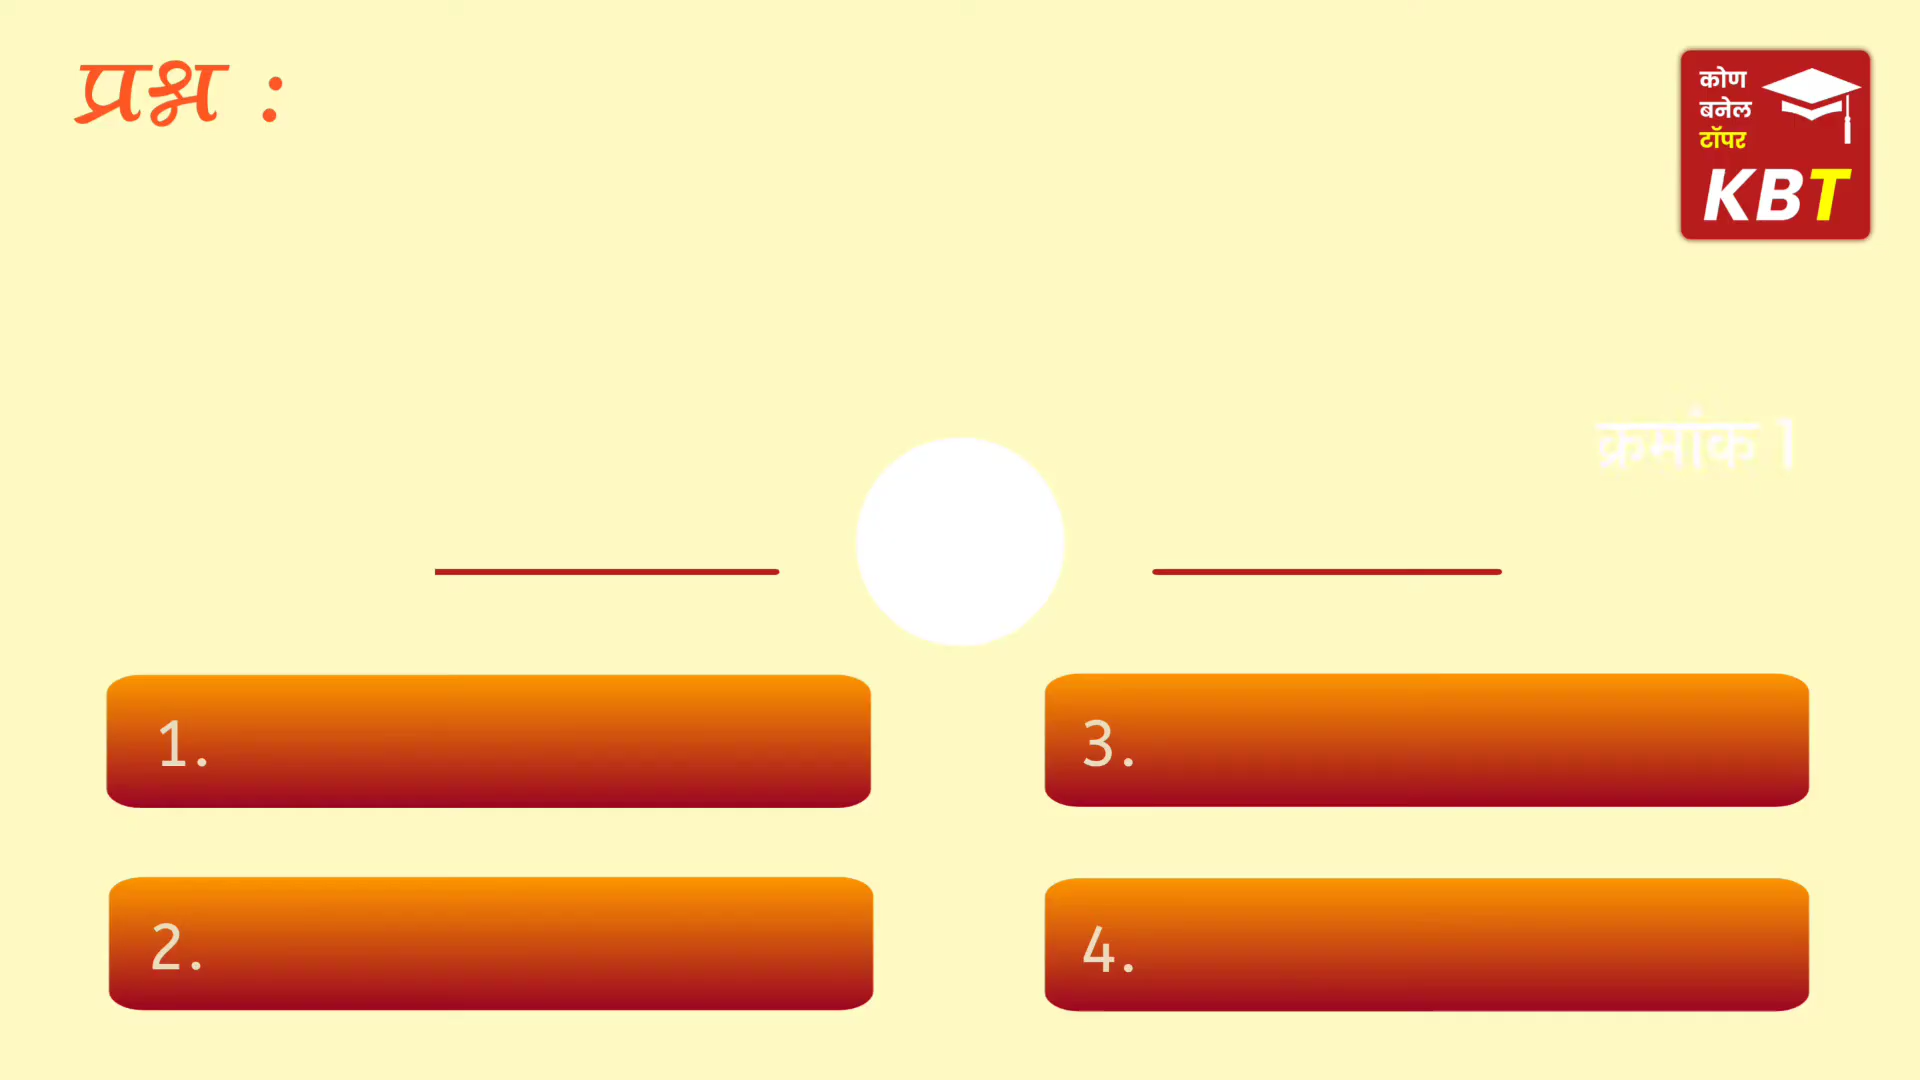 प्रश्न :
कोण
बनेल
टॉपर
KBT
क्रमांक 1
1.
3.
2.
4.